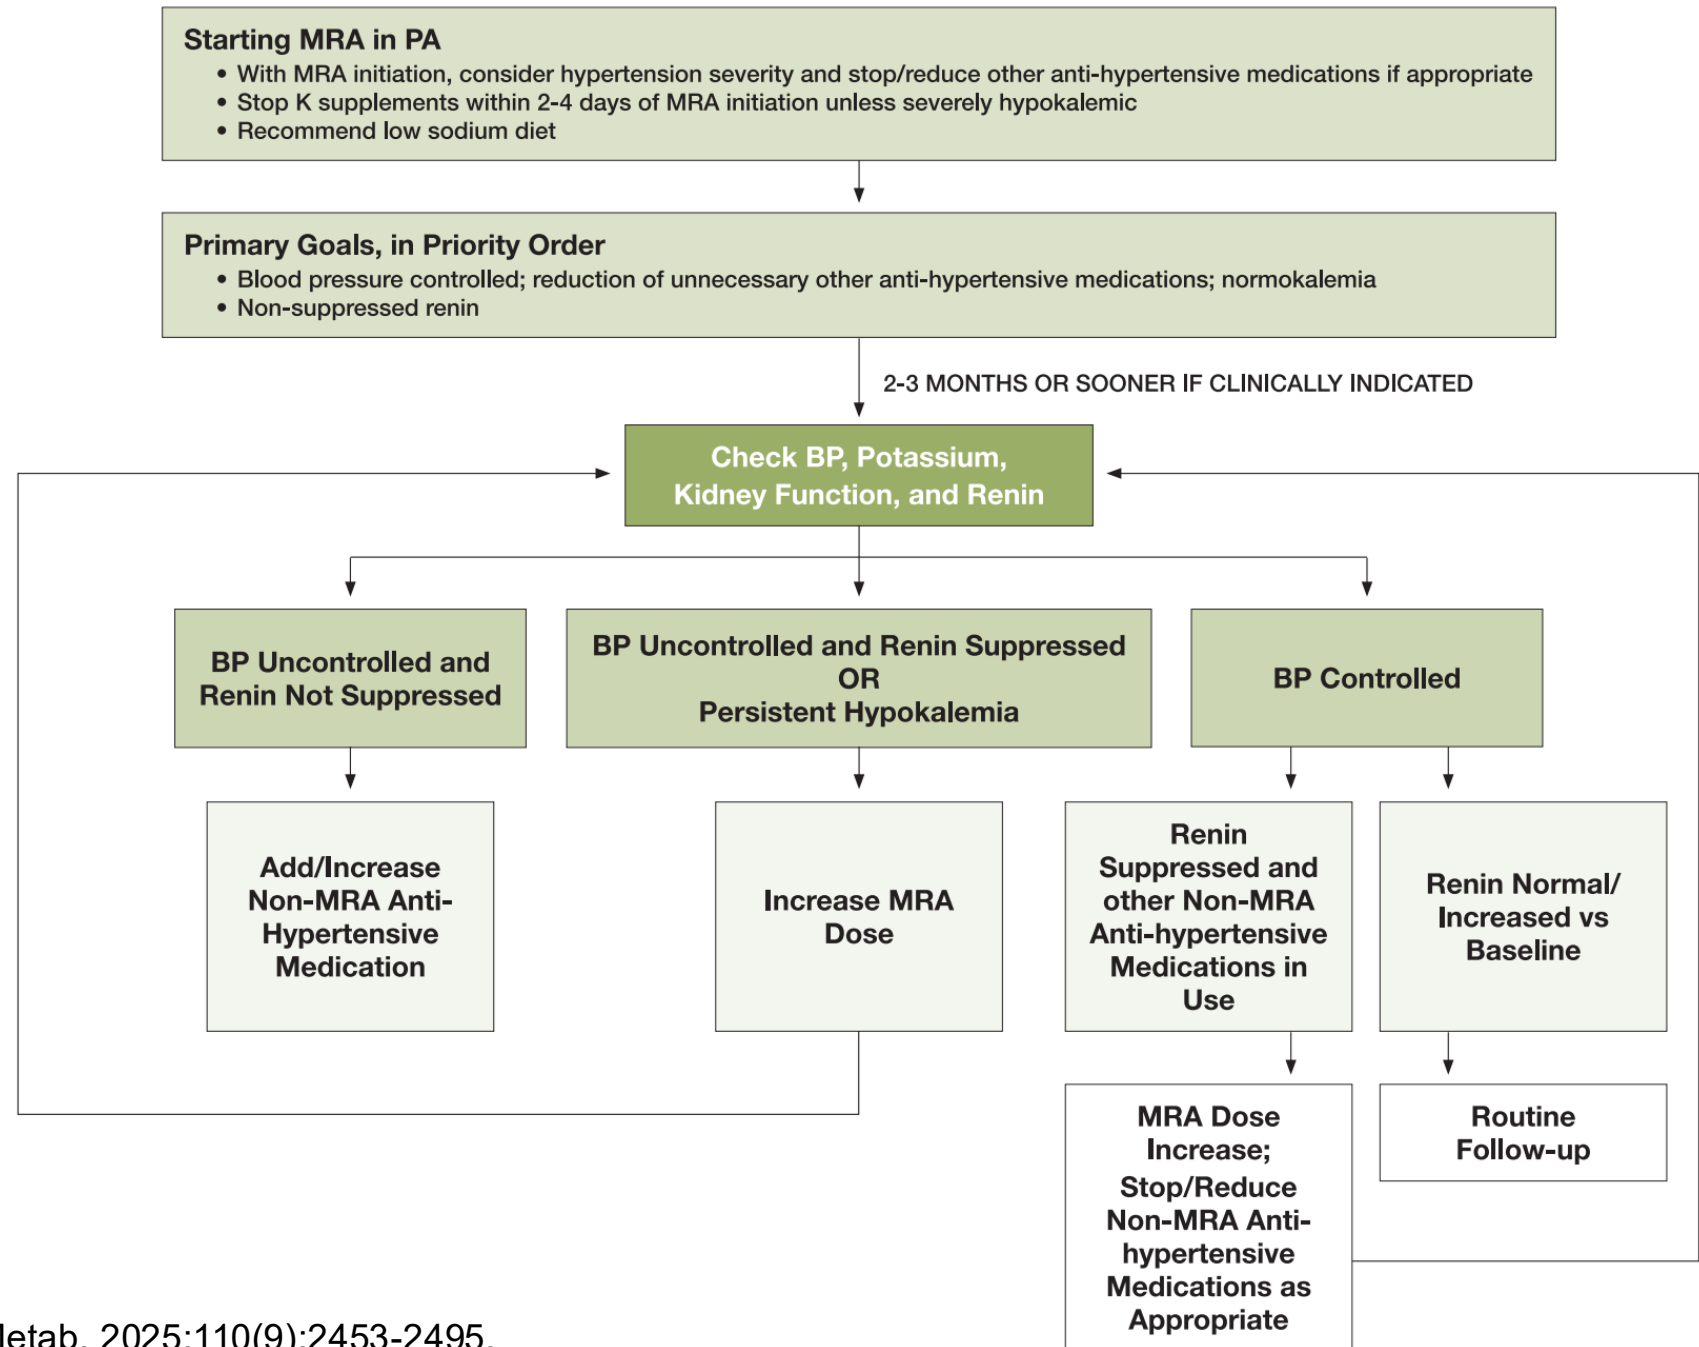 Starting MRA in PA
• With MRA initiation, consider hypertension severity and stop/reduce other anti-hypertensive medications if appropriate
• Stop K supplements within 2-4 days of MRA initiation unless severely hypokalemic
• Recommend low sodium diet
Primary Goals, in Priority Order
• Blood pressure controlled; reduction of unnecessary other anti-hypertensive medications; normokalemia
• Non-suppressed renin
2-3 MONTHS OR SOONER IF CLINICALLY INDICATED
Check BP, Potassium,
Kidney Function, and Renin
BP Uncontrolled and
Renin Not Suppressed
BP Uncontrolled and Renin Suppressed
OR
Persistent Hypokalemia
BP Controlled
Add/Increase
Non-MRA Anti-
Hypertensive
Medication
Increase MRA
Dose
Renin
Suppressed and
other Non-MRA
Anti-hypertensive
Medications in
Use
Renin Normal/
Increased vs
Baseline
MRA Dose
Increase;
Stop/Reduce
Non-MRA Anti-
hypertensive
Medications as
Appropriate
Routine
Follow-up
Metab. 2025;110(9):2453-2495.